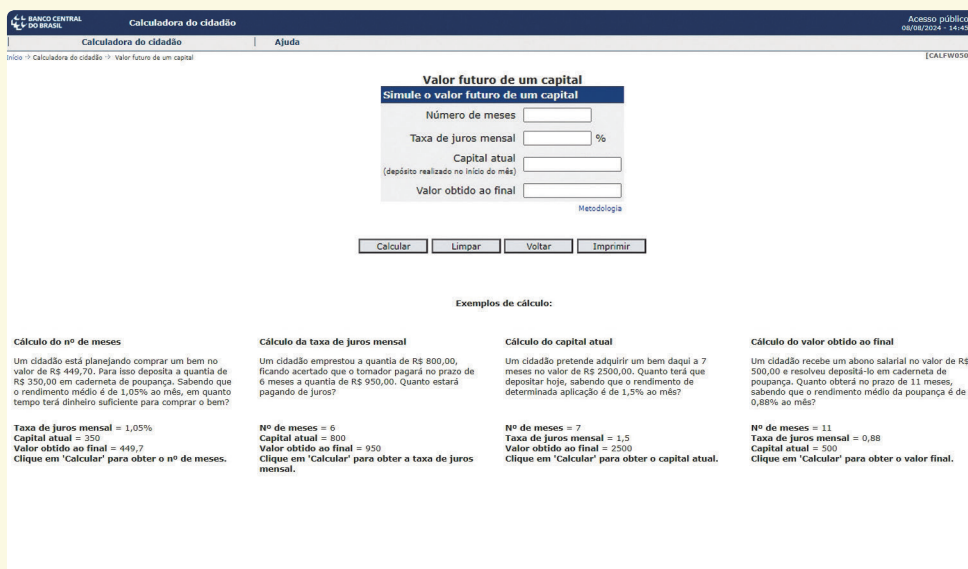 BANCO CENTRAL
DO BRASIL
Calculadora do cidadão
Acesso público
08/08/2024 - 14:45
Calculadora do cidadão
Ajuda
Início → Calculadora do cidadão → Valor futuro de um capital
[CALFW050
Valor futuro de um capital
Simule o valor futuro de um capital
Número de meses
Taxa de juros mensal %
Capital atual
(depósito realizado no início do mês)
Valor obtido ao final
Metodologia
Calcular Limpar Voltar Imprimir
Exemplos de cálculo:
Cálculo do nº de meses
Um cidadão está planejando comprar um bem no
valor de R$ 449,70. Para isso deposita a quantia de
R$ 350,00 em caderneta de poupança. Sabendo que
o rendimento médio é de 1,05% ao mês, em quanto
tempo terá dinheiro suficiente para comprar o bem?
Taxa de juros mensal = 1,05%
Capital atual = 350
Valor obtido ao final = 449,7
Clique em 'Calcular' para obter o nº de meses.
Cálculo da taxa de juros mensal
Um cidadão emprestou a quantia de R$ 800,00,
ficando acertado que o tomador pagará no prazo de
6 meses a quantia de R$ 950,00. Quanto estará
pagando de juros?
Nº de meses = 6
Capital atual = 800
Valor obtido ao final = 950
Clique em 'Calcular' para obter a taxa de juros
mensal.
Cálculo do capital atual
Um cidadão pretende adquirir um bem daqui a 7
meses no valor de R$ 2500,00. Quanto terá que
depositar hoje, sabendo que o rendimento de
determinada aplicação é de 1,5% ao mês?
Nº de meses = 7
Taxa de juros mensal = 1,5
Valor obtido ao final = 2500
Clique em 'Calcular' para obter o capital atual.
Cálculo do valor obtido ao final
Um cidadão recebe um abono salarial no valor de R$
500,00 e resolveu depositá-lo em caderneta de
poupança. Quanto obterá no prazo de 11 meses,
sabendo que o rendimento médio da poupança é de
0,88% ao mês?
Nº de meses = 11
Taxa de juros mensal = 0,88
Capital atual = 500
Clique em 'Calcular' para obter o valor final.